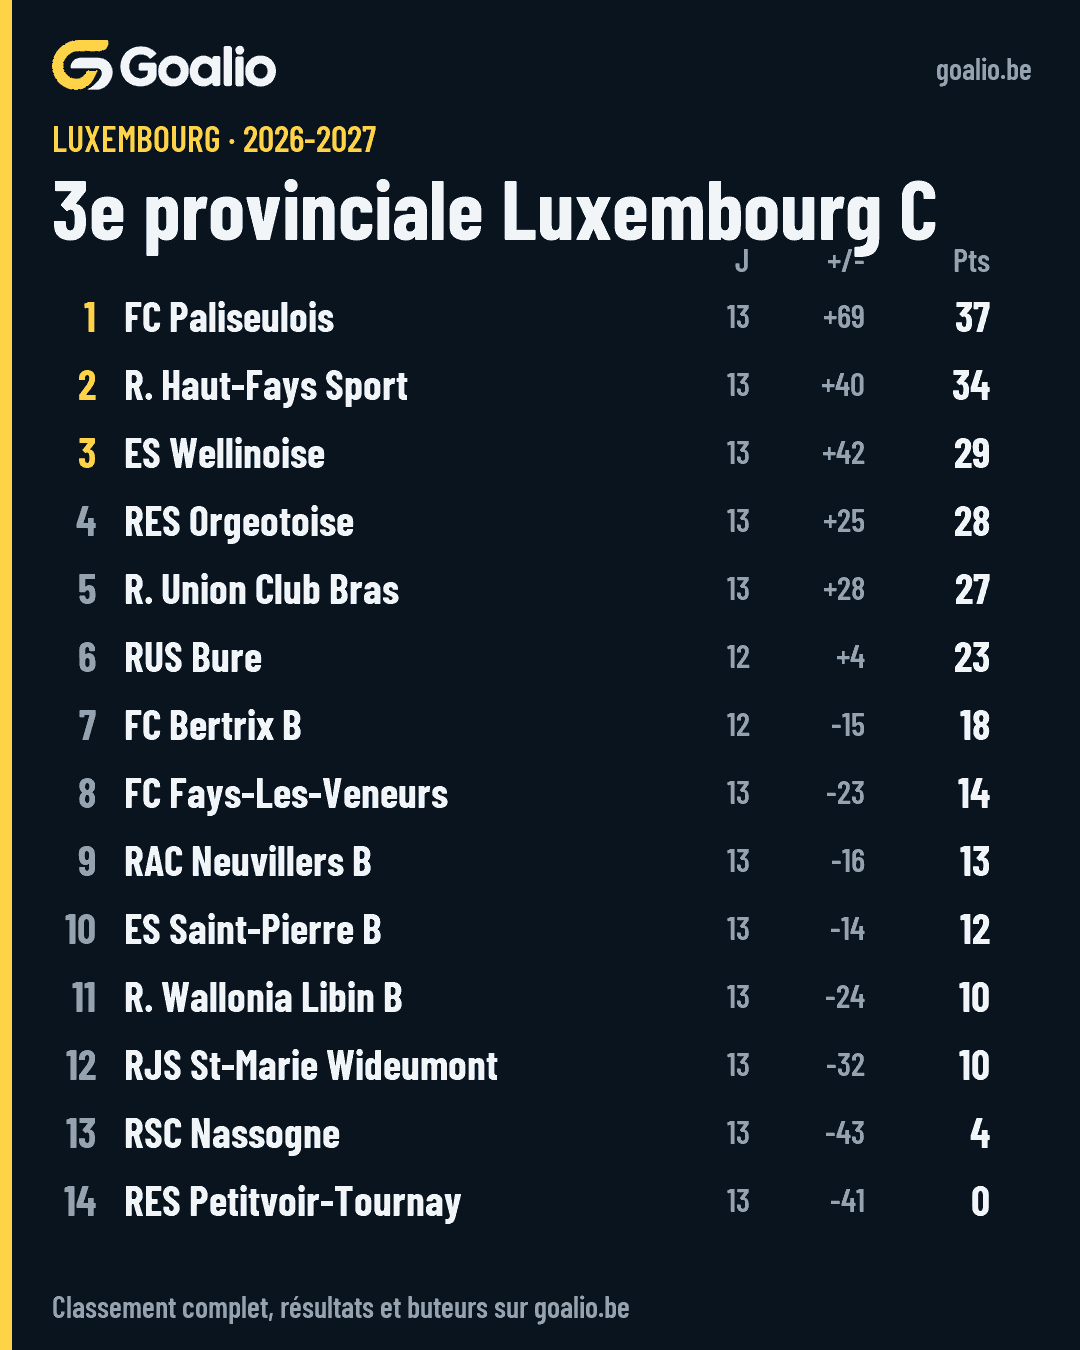 Goalio
goalio.be
LUXEMBOURG · 2026-2027
3e provinciale Luxembourg C
J +/- Pts
1 FC Paliseulois 13 +69 37
2 R. Haut-Fays Sport 13 +40 34
3 ES Wellinoise 13 +42 29
4 RES Orgeotoise 13 +25 28
5 R. Union Club Bras 13 +28 27
6 RUS Bure 12 +4 23
7 FC Bertrix B 12 -15 18
8 FC Fays-Les-Veneurs 13 -23 14
9 RAC Neuvillers B 13 -16 13
10 ES Saint-Pierre B 13 -14 12
11 R. Wallonia Libin B 13 -24 10
12 RJS St-Marie Wideumont 13 -32 10
13 RSC Nassogne 13 -43 4
14 RES Petitvoir-Tournay 13 -41 0
Classement complet, résultats et buteurs sur goalio.be